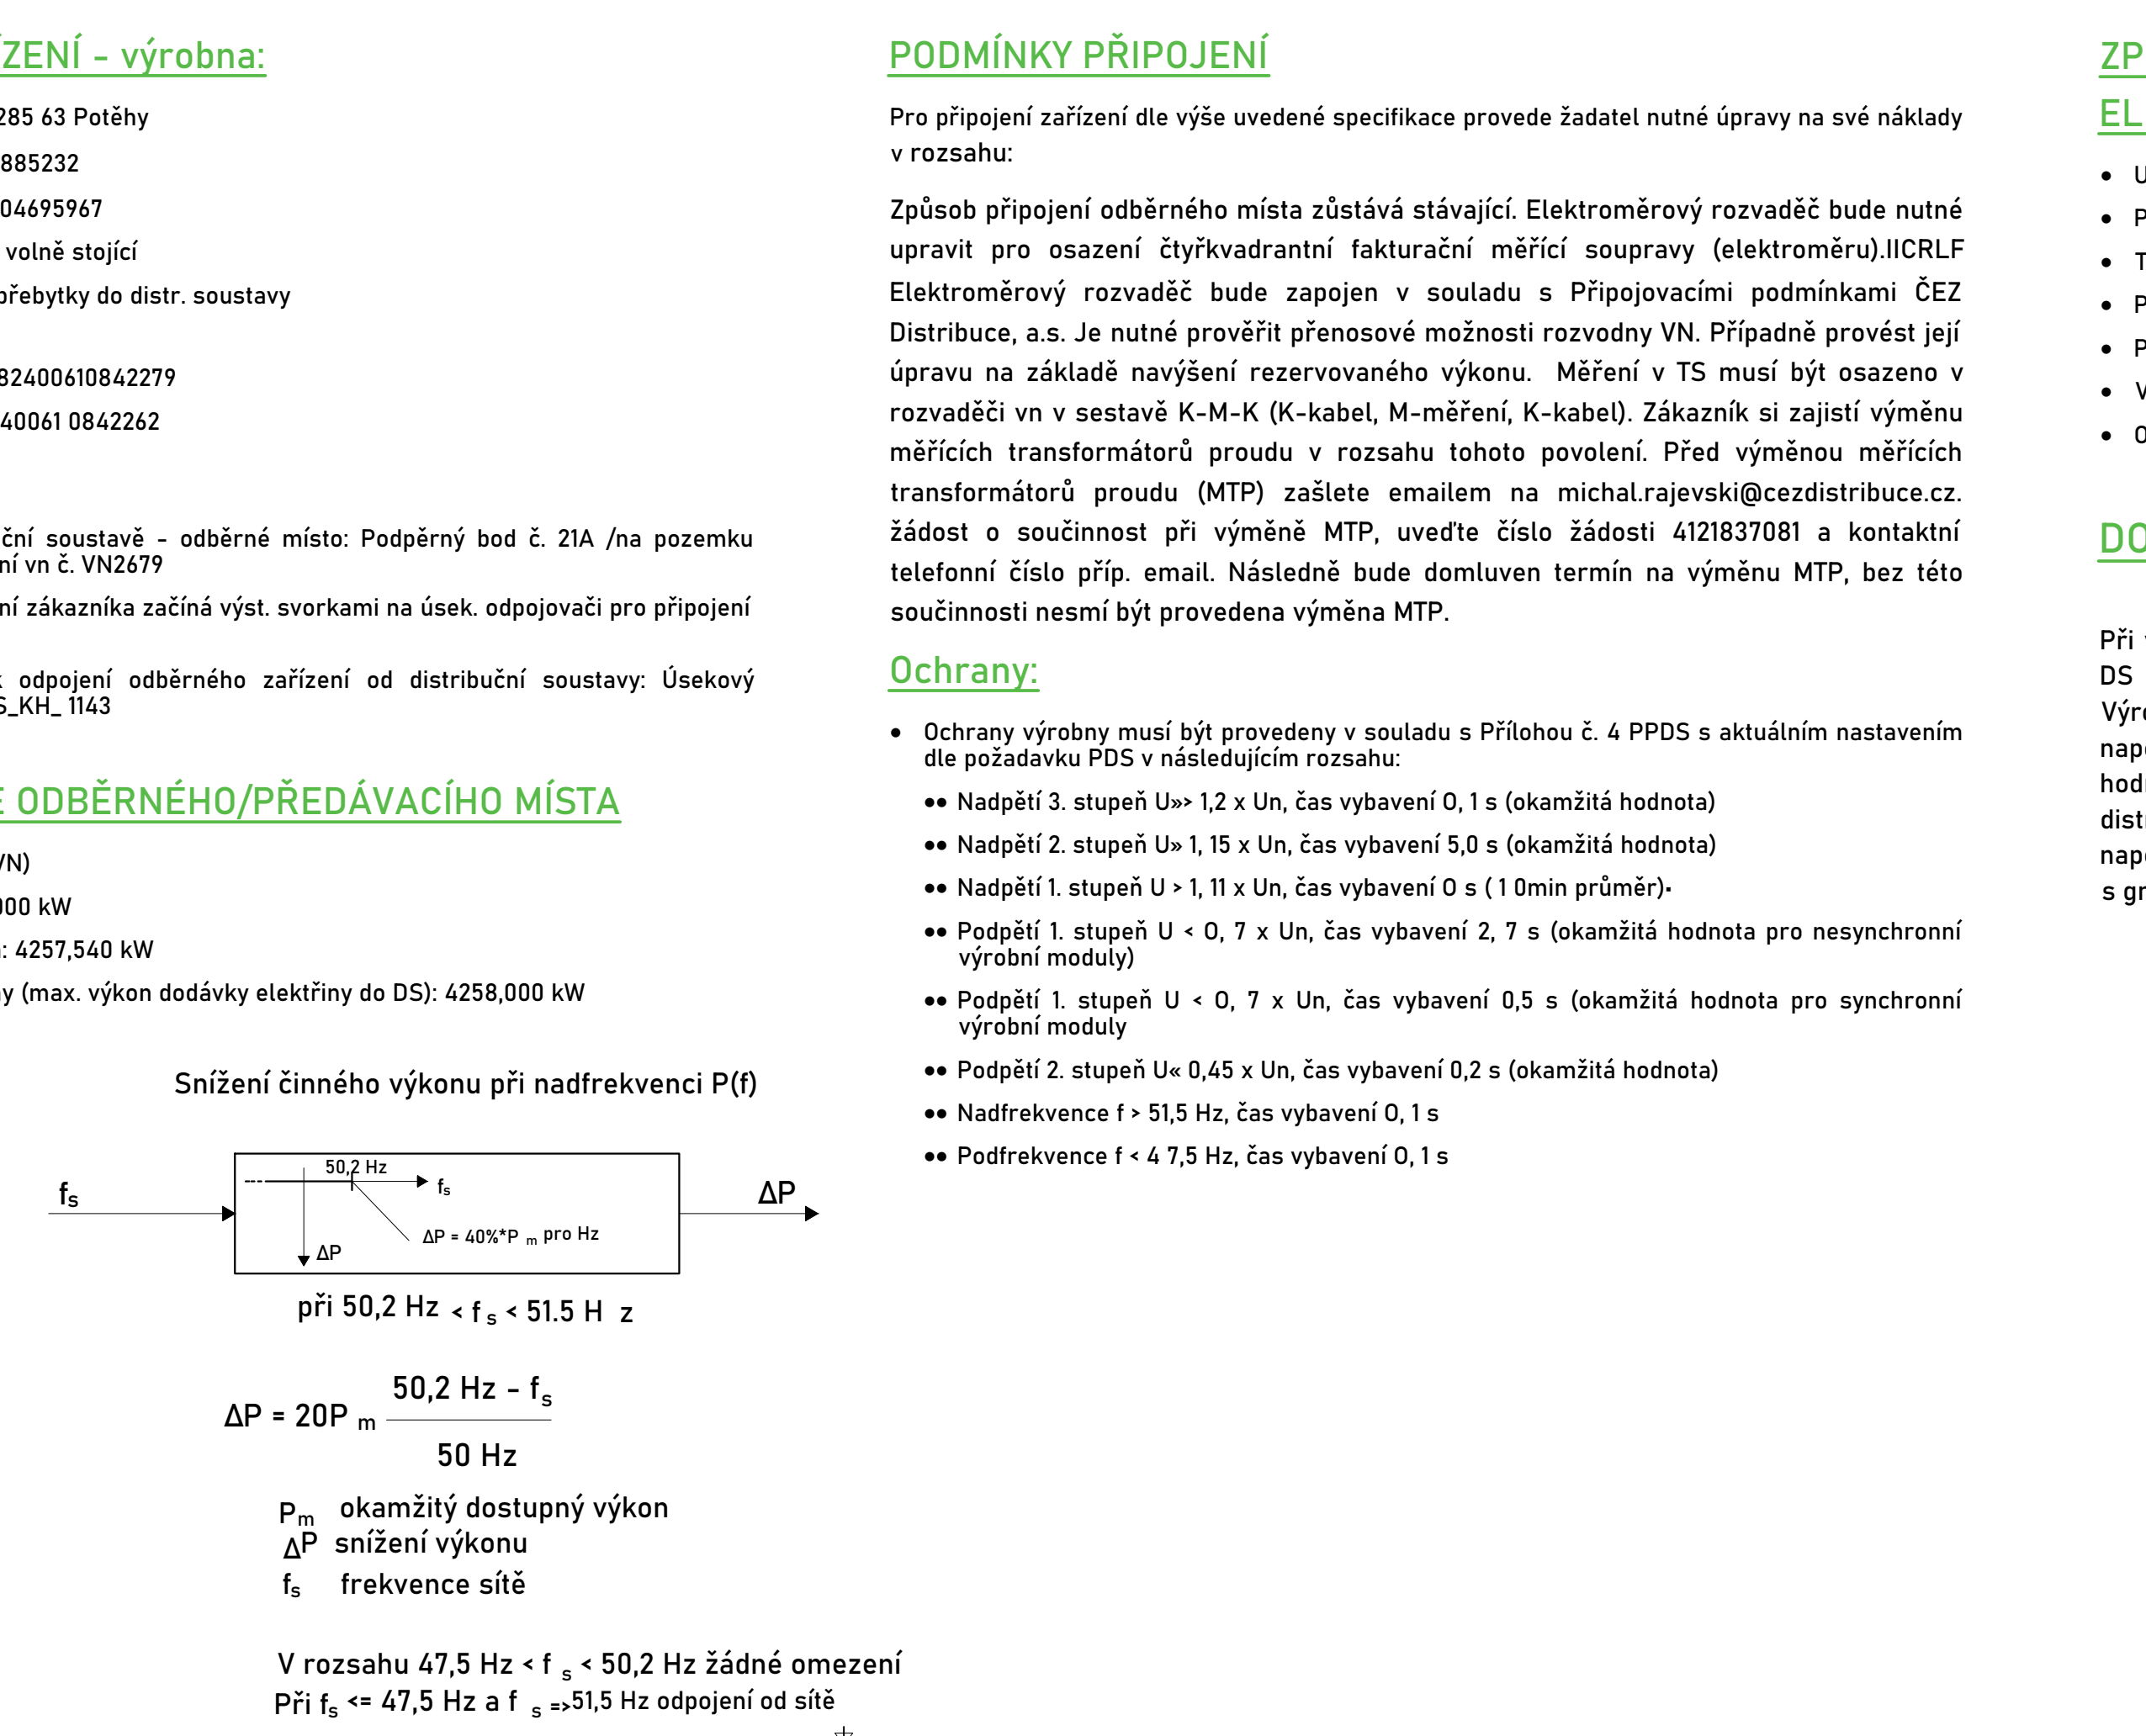 ZENÍ - výrobna:
285 63 Potěhy
885232
04695967
volně stojící
přebytky do distr. soustavy
82400610842279
40061 0842262
ční soustavě - odběrné místo: Podpěrný bod č. 21A /na pozemku
ní vn č. VN2679
ní zákazníka začíná výst. svorkami na úsek. odpojovači pro připojení
k odpojení odběrného zařízení od distribuční soustavy: Úsekový
S_KH_ 1143
E ODBĚRNÉHO/PŘEDÁVACÍHO MÍSTA
VN)
000 kW
: 4257,540 kW
y (max. výkon dodávky elektřiny do DS): 4258,000 kW
Snížení činného výkonu při nadfrekvenci P(f)
50,2 Hz
fs
fs
ΔP
ΔP = 40%*P m pro Hz
ΔP
při 50,2 Hz < f s < 51.5 H z
50,2 Hz - fs
ΔP = 20P m
50 Hz
Pm okamžitý dostupný výkon
ΔP snížení výkonu
fs frekvence sítě
V rozsahu 47,5 Hz < f s < 50,2 Hz žádné omezení
Při fs <= 47,5 Hz a f s =>51,5 Hz odpojení od sítě
PODMÍNKY PŘIPOJENÍ
Pro připojení zařízení dle výše uvedené specifikace provede žadatel nutné úpravy na své náklady
v rozsahu:
Způsob připojení odběrného místa zůstává stávající. Elektroměrový rozvaděč bude nutné
upravit pro osazení čtyřkvadrantní fakturační měřící soupravy (elektroměru).IICRLF
Elektroměrový rozvaděč bude zapojen v souladu s Připojovacími podmínkami ČEZ
Distribuce, a.s. Je nutné prověřit přenosové možnosti rozvodny VN. Případně provést její
úpravu na základě navýšení rezervovaného výkonu. Měření v TS musí být osazeno v
rozvaděči vn v sestavě K-M-K (K-kabel, M-měření, K-kabel). Zákazník si zajistí výměnu
měřících transformátorů proudu v rozsahu tohoto povolení. Před výměnou měřících
transformátorů proudu (MTP) zašlete emailem na michal.rajevski@cezdistribuce.cz.
žádost o součinnost při výměně MTP, uveďte číslo žádosti 4121837081 a kontaktní
telefonní číslo příp. email. Následně bude domluven termín na výměnu MTP, bez této
součinnosti nesmí být provedena výměna MTP.
Ochrany:
• Ochrany výrobny musí být provedeny v souladu s Přílohou č. 4 PPDS s aktuálním nastavením
dle požadavku PDS v následujícím rozsahu:
•• Nadpětí 3. stupeň U»> 1,2 x Un, čas vybavení O, 1 s (okamžitá hodnota)
•• Nadpětí 2. stupeň U» 1, 15 x Un, čas vybavení 5,0 s (okamžitá hodnota)
•• Nadpětí 1. stupeň U > 1, 11 x Un, čas vybavení O s ( 1 0min průměr)▪
•• Podpětí 1. stupeň U < O, 7 x Un, čas vybavení 2, 7 s (okamžitá hodnota pro nesynchronní
výrobní moduly)
•• Podpětí 1. stupeň U < O, 7 x Un, čas vybavení 0,5 s (okamžitá hodnota pro synchronní
výrobní moduly
•• Podpětí 2. stupeň U« 0,45 x Un, čas vybavení 0,2 s (okamžitá hodnota)
•• Nadfrekvence f > 51,5 Hz, čas vybavení O, 1 s
•• Podfrekvence f < 4 7,5 Hz, čas vybavení O, 1 s
ZP
EL
• U
• P
• T
• P
• P
• V
• O
DO
Při
DS
Výro
nap
hod
dist
nap
s gr